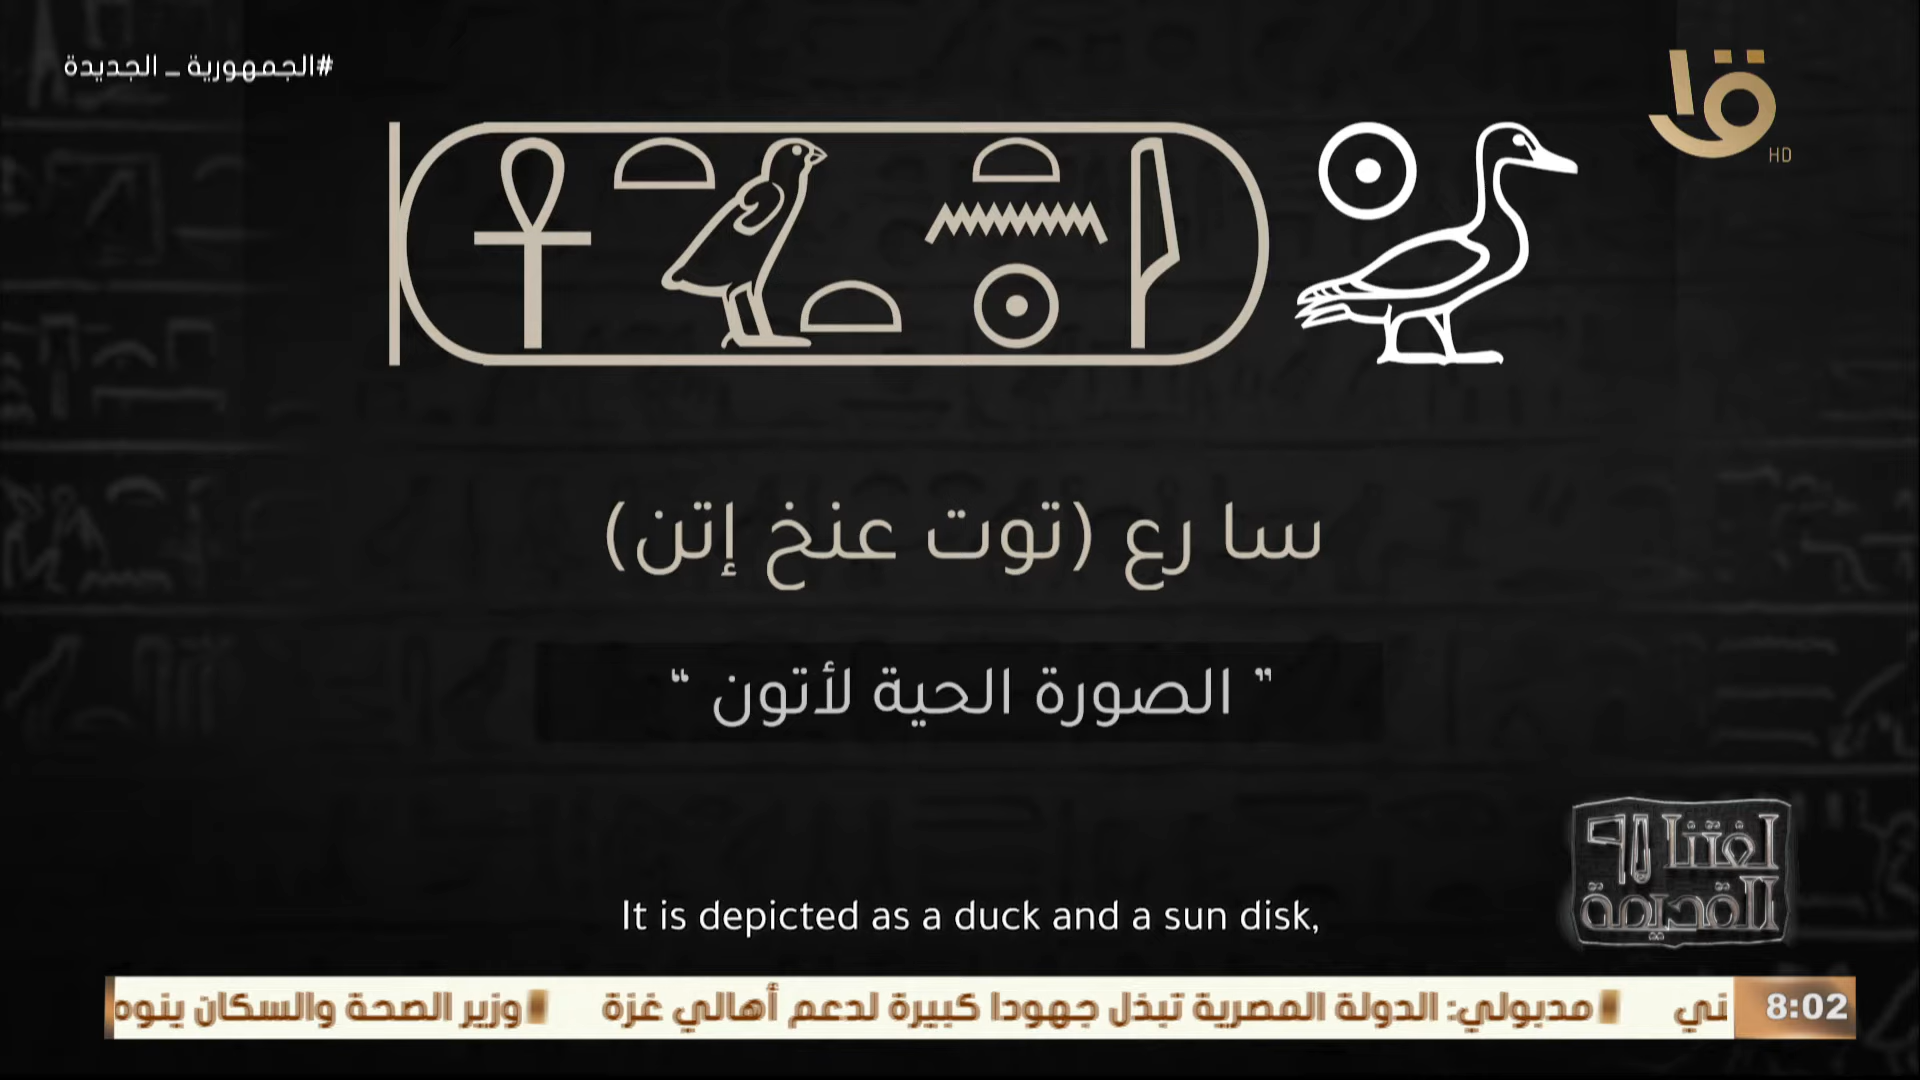 #الجمهورية _ الجديدة
HD
سا رع (توت عنخ إتن)
” الصورة الحية لأتون “
لغتنا
القديمة
It is depicted as a duck and a sun disk,
8:02
ني
مدبولي: الدولة المصرية تبذل جهودا كبيرة لدعم أهالي غزة
وزير الصحة والسكان ينوه